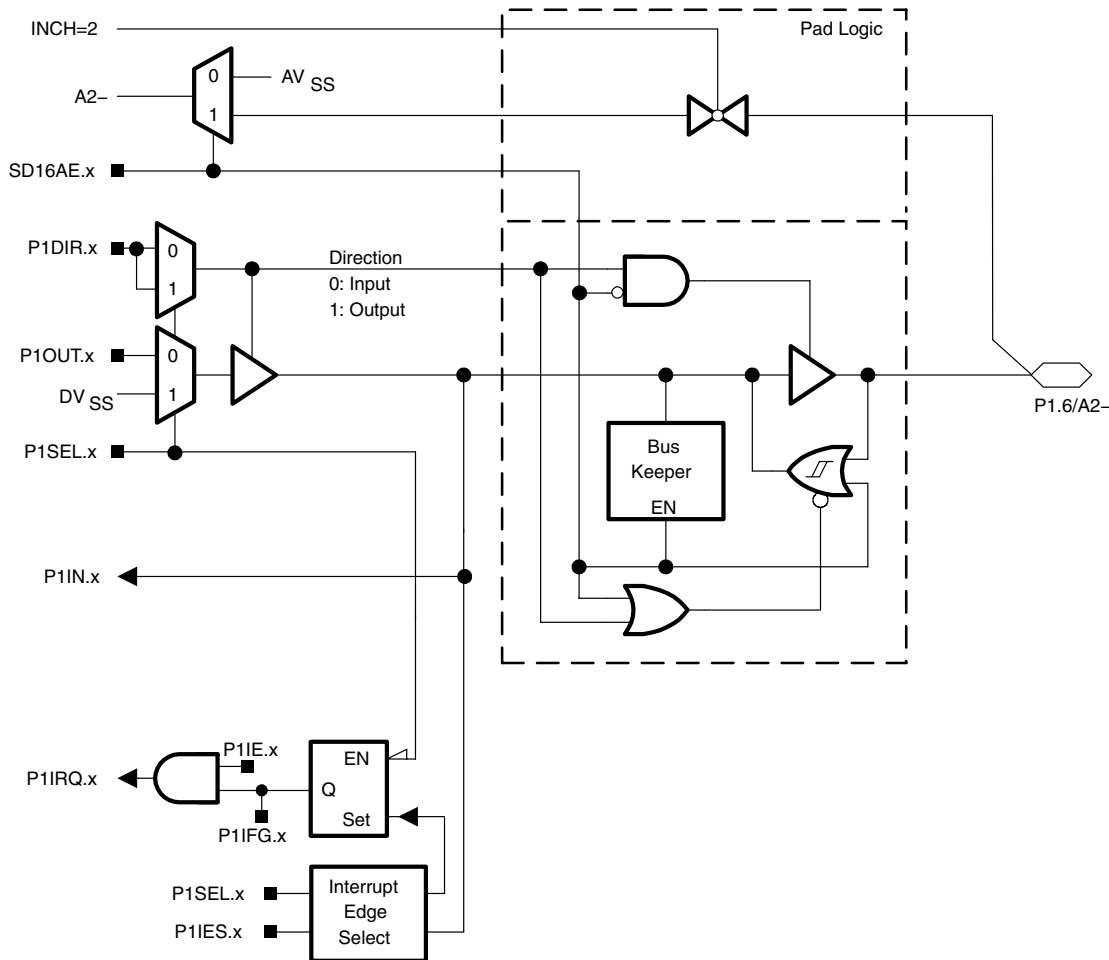 INCH=2
Pad Logic
0
AV SS
A2−
1
SD16AE.x
P1DIR.x
0
1
Direction
0: Input
1: Output
P1OUT.x
0
DV SS
1
P1.6/A2−
P1SEL.x
Bus
Keeper
EN
P1IN.x
P1IE.x
EN
P1IRQ.x
Q
Set
P1IFG.x
P1SEL.x
Interrupt
Edge
Select
P1IES.x